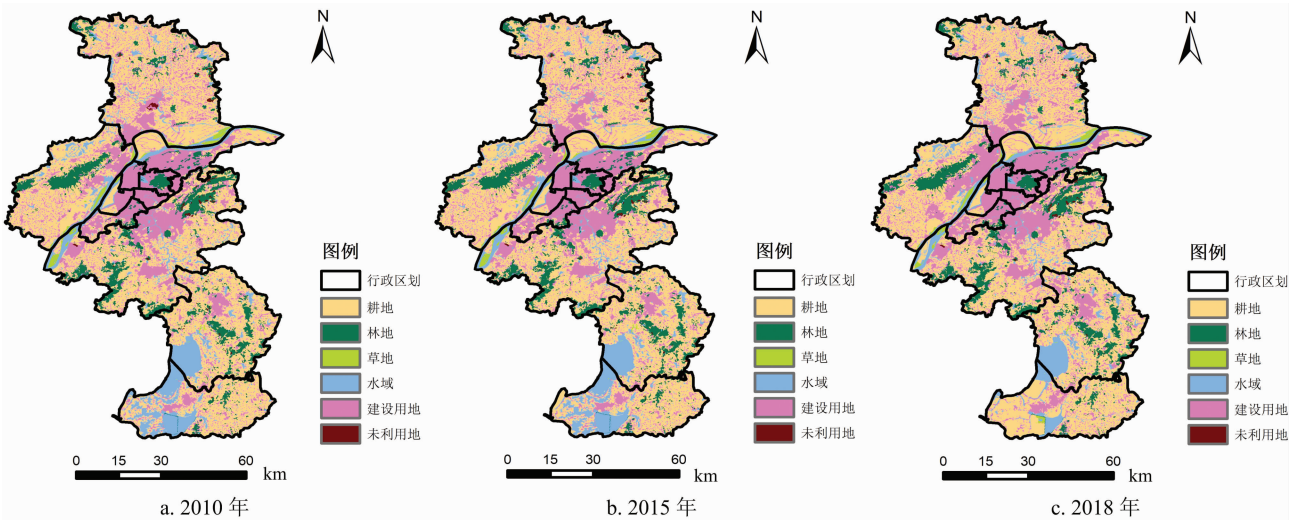 N
图例
行政区划
耕地
林地
草地
水域
建设用地
未利用地
0 15 30 60
km
a. 2010 年
N
图例
行政区划
耕地
林地
草地
水域
建设用地
未利用地
0 15 30 60
km
b. 2015 年
N
图例
行政区划
耕地
林地
草地
水域
建设用地
未利用地
0 15 30 60
km
c. 2018 年